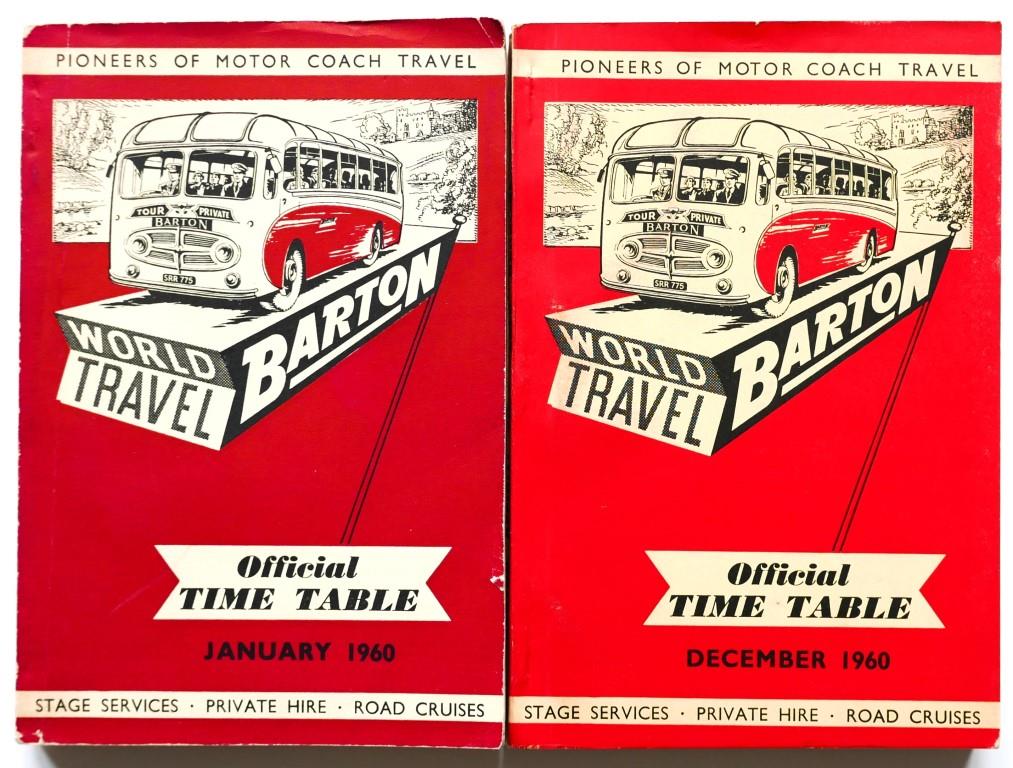 PIONEERS OF MOTOR COACH TRAVEL
TOUR PRIVATE
BARTON
SRR 775
WORLD
TRAVEL
BARTON
Official
TIME TABLE
JANUARY 1960
STAGE SERVICES · PRIVATE HIRE · ROAD CRUISES
PIONEERS OF MOTOR COACH TRAVEL
TOUR PRIVATE
BARTON
SRR 775
WORLD
TRAVEL
BARTON
Official
TIME TABLE
DECEMBER 1960
STAGE SERVICES · PRIVATE HIRE · ROAD CRUISES